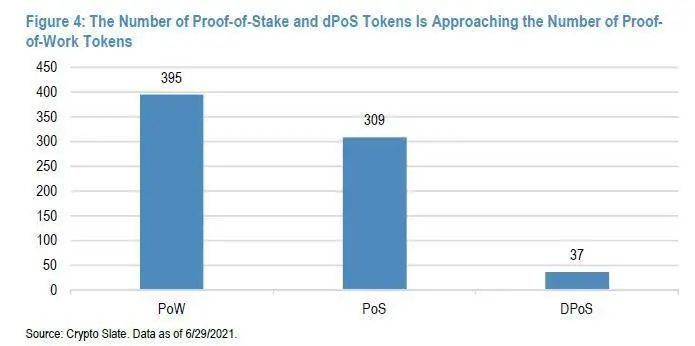 Figure 4: The Number of Proof-of-Stake and dPoS Tokens Is Approaching the Number of Proof-
of-Work Tokens
450
400
350
300
250
200
150
100
50
0
395
309
37
PoW
PoS
DPoS
Source: Crypto Slate. Data as of 6/29/2021.